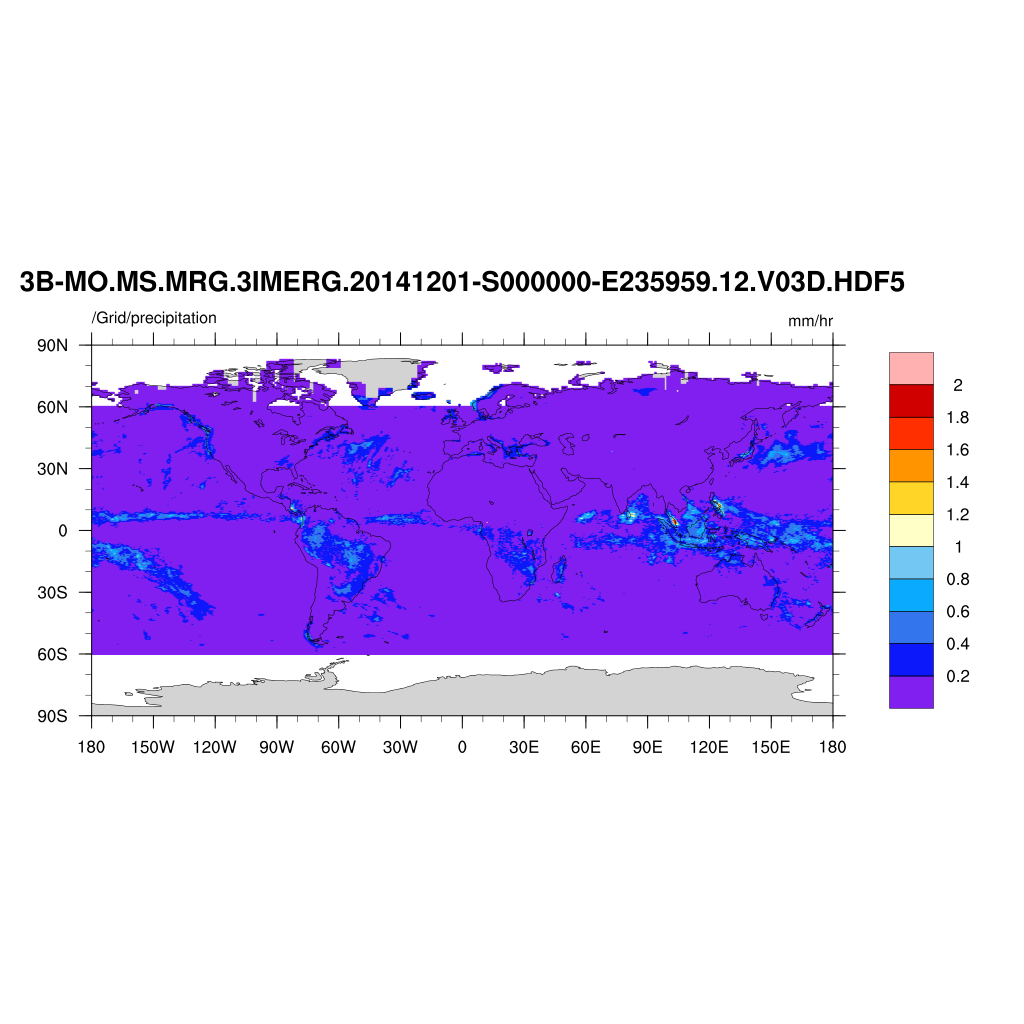 3B-MO.MS.MRG.3IMERG.20141201-S000000-E235959.12.V03D.HDF5
/Grid/precipitation
mm/hr
90N
60N
30N
0
30S
60S
90S
180 150W 120W 90W 60W 30W 0 30E 60E 90E 120E 150E 180
2
1.8
1.6
1.4
1.2
1
0.8
0.6
0.4
0.2